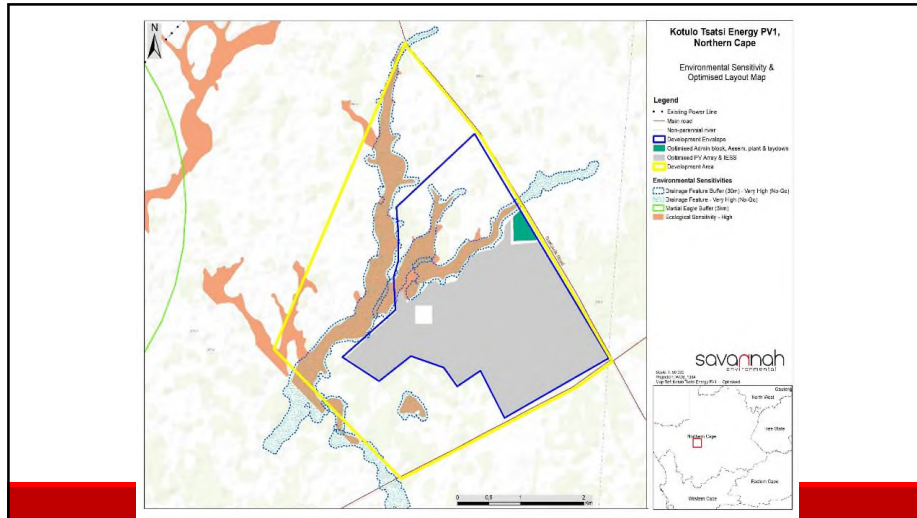 N
Kotulo Tsatsi Energy PV1,
Northern Cape
Environmental Sensitivity &
Optimised Layout Map
Legend
Existing Power Line
Main road
Non-perennial river
Development Envelope
Optimised Admin block, Assem, plant & laydown
Optimised PV Array & IESS
Development Area
Environmental Sensitivities
Drainage Feature Buffer (30m) - Very High (No-Go)
Drainage Feature - Very High (No-Go)
Martial Eagle Buffer (5km)
Ecological Sensitivity - High
savannah
environmental
North West
Free State
Northern Cape
Eastern Cape
Western Cape
0 0,5 1 2